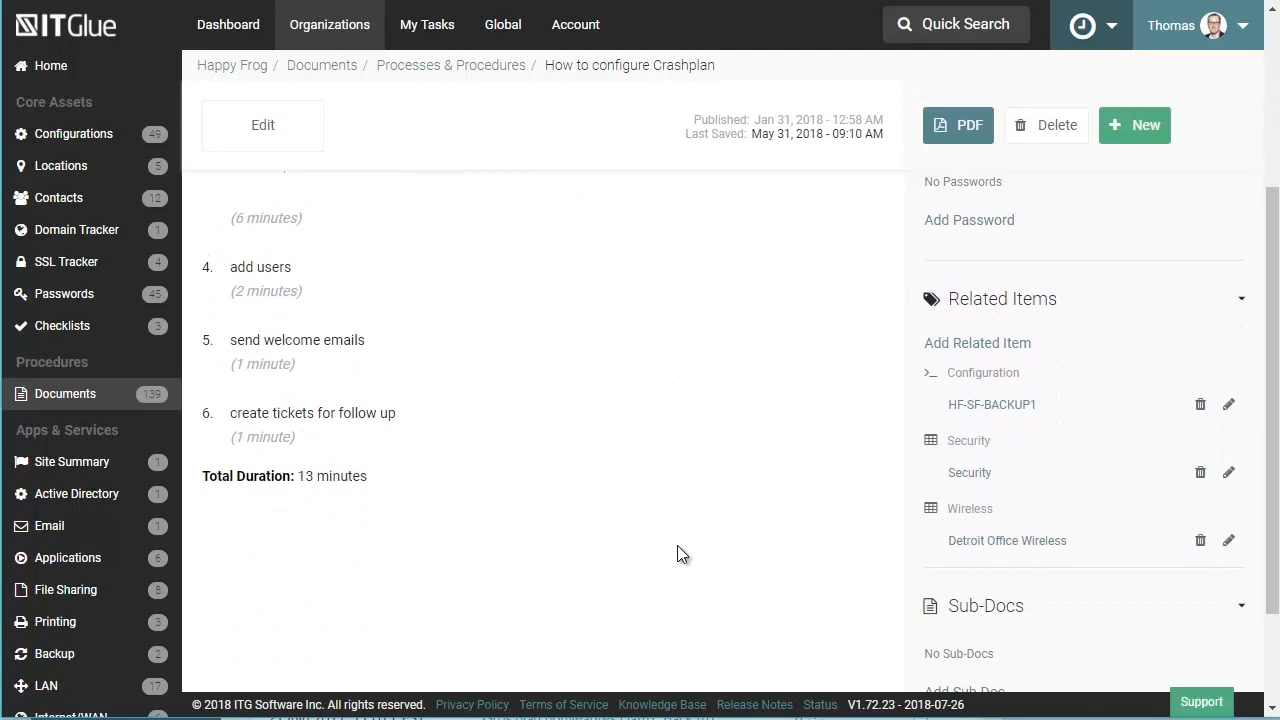 ITGlue
Dashboard
Organizations
My Tasks
Global
Account
Quick Search
Thomas
Home
Core Assets
Configurations 49
Locations 5
Contacts 12
Domain Tracker 1
SSL Tracker 4
Passwords 45
Checklists 3
Procedures
Documents 139
Apps & Services
Site Summary 1
Active Directory 1
Email 1
Applications 6
File Sharing 8
Printing 3
Backup 2
LAN 17
Internet/WAN
Happy Frog / Documents / Processes & Procedures / How to configure Crashplan
Edit
Published: Jan 31, 2018 - 12:58 AM
Last Saved: May 31, 2018 - 09:10 AM
(6 minutes)
4. add users
(2 minutes)
5. send welcome emails
(1 minute)
6. create tickets for follow up
(1 minute)
Total Duration: 13 minutes
PDF
Delete
+ New
No Passwords
Add Password
Related Items
Add Related Item
Configuration
HF-SF-BACKUP1
Security
Security
Wireless
Detroit Office Wireless
Sub-Docs
No Sub-Docs
Add Sub-Doc
© 2018 ITG Software Inc. All rights reserved. Privacy Policy Terms of Service Knowledge Base Release Notes Status V1.72.23 - 2018-07-26
Support